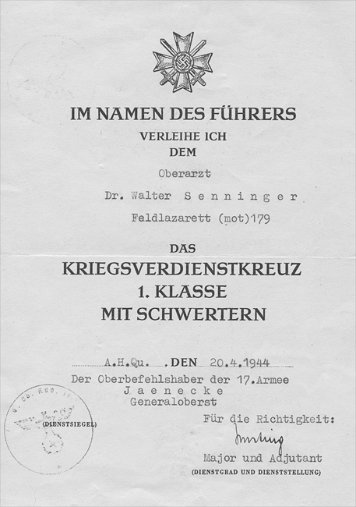 IM NAMEN DES FÜHRERS
VERLEIHE ICH
DEM
Oberarzt
Dr. Walter S e n n i n g e r
Feldlazarett (mot)179
DAS
KRIEGSVERDIENSTKREUZ
1. KLASSE
MIT SCHWERTERN
A.H.Qu. , DEN 20.4.1944
Der Oberbefehlshaber der 17.Armee
J a e n e c k e
Generaloberst
Für die Richtigkeit:
(DIENSTSIEGEL)
Major und Adjutant
(DIENSTGRAD UND DIENSTSTELLUNG)